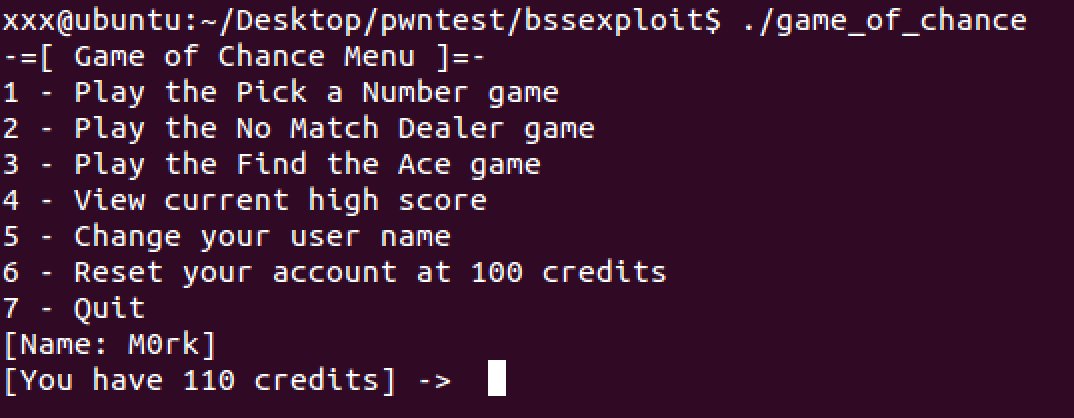 xxx@ubuntu:~/Desktop/pwntest/bssexploit$ ./game_of_chance
-=[ Game of Chance Menu ]=-
1 - Play the Pick a Number game
2 - Play the No Match Dealer game
3 - Play the Find the Ace game
4 - View current high score
5 - Change your user name
6 - Reset your account at 100 credits
7 - Quit
[Name: M0rk]
[You have 110 credits] ->